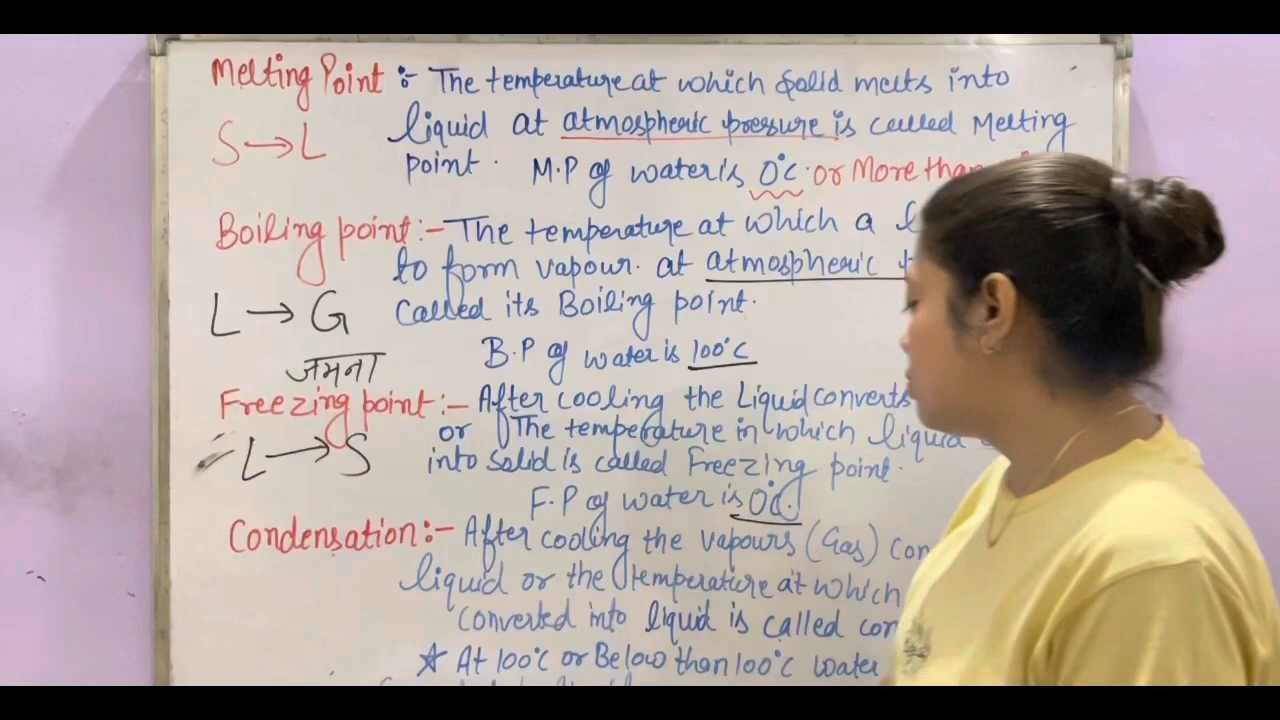 Melting Point :- The temperature at which solid melts into
S → L liquid at atmospheric pressure is called Melting
point. M.P of water is 0°C. or More than
Boiling point :- The temperature at which a
to form vapour. at atmospheric
L → G called its Boiling point.
B.P of water is 100°C
जमना
Freezing point :- After cooling the Liquid converts
or The temperature in which liquid
L → S into solid is called Freezing point.
F.P of water is 0°C.
Condensation :- After cooling the vapours (Gas)
liquid or the temperature at which
converted into liquid is called
☆ At 100°C or Below than 100°C water